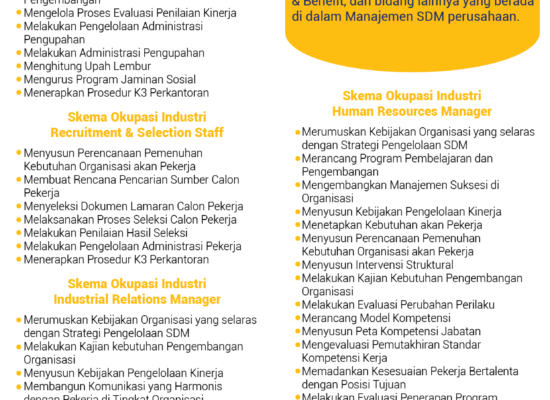 Pengembangan
Mengelola Proses Evaluasi Penilaian Kinerja
Melakukan Pengelolaan Administrasi
Pengupahan
Melakukan Administrasi Pengupahan
Menghitung Upah Lembur
Mengurus Program Jaminan Sosial
Menerapkan Prosedur K3 Perkantoran
Skema Okupasi Industri
Recruitment & Selection Staff
Menyusun Perencanaan Pemenuhan
Kebutuhan Organisasi akan Pekerja
Membuat Rencana Pencarian Sumber Calon
Pekerja
Menyeleksi Dokumen Lamaran Calon Pekerja
Melaksanakan Proses Seleksi Calon Pekerja
Melakukan Penilaian Hasil Seleksi
Melakukan Pengelolaan Administrasi Pekerja
Menerapkan Prosedur K3 Perkantoran
Skema Okupasi Industri
Industrial Relations Manager
Merumuskan Kebijakan Organisasi yang selaras
dengan Strategi Pengelolaan SDM
Melakukan Kajian kebutuhan Pengembangan
Organisasi
Menyusun Kebijakan Pengelolaan Kinerja
Membangun Komunikasi yang Harmonis
dengan Pekerja di Tingkat Organisasi
& Benefit, dan bidang lainnya yang berada
di dalam Manajemen SDM perusahaan.
Skema Okupasi Industri
Human Resources Manager
Merumuskan Kebijakan Organisasi yang selaras
dengan Strategi Pengelolaan SDM
Merancang Program Pembelajaran dan
Pengembangan
Mengembangkan Manajemen Suksesi di
Organisasi
Menyusun Kebijakan Pengelolaan Kinerja
Menetapkan Kebutuhan akan Pekerja
Menyusun Perencanaan Pemenuhan
Kebutuhan Organisasi akan Pekerja
Menyusun Intervensi Struktural
Melakukan Kajian Kebutuhan Pengembangan
Organisasi
Melakukan Evaluasi Perubahan Perilaku
Merancang Model Kompetensi
Menyusun Peta Kompetensi Jabatan
Mengevaluasi Pemutakhiran Standar
Kompetensi Kerja
Memadankan Kesesuaian Pekerja Bertalenta
dengan Posisi Tujuan
Melakukan Evaluasi Penerapan Program